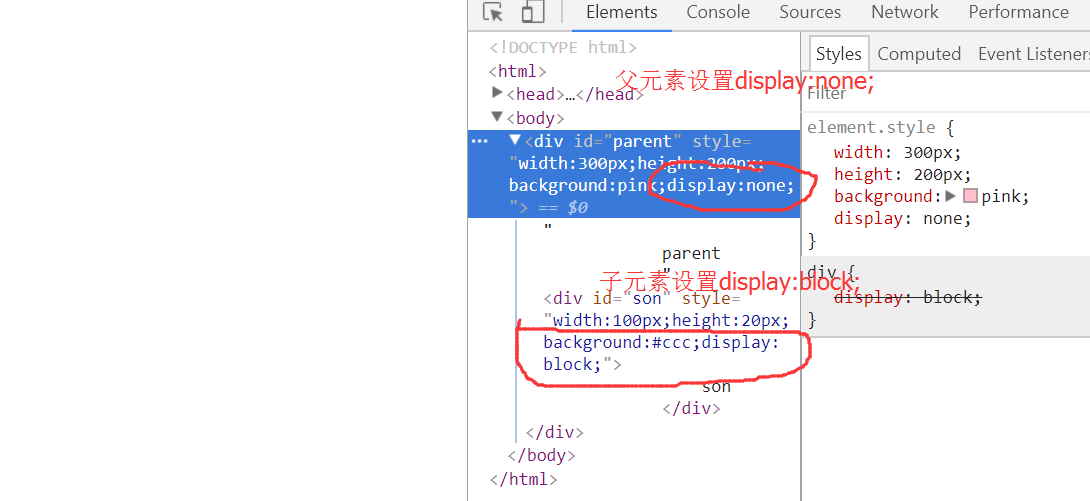 Elements Console Sources Network Performance
<!DOCTYPE html>
<html>
<head>…</head>
<body>
<div id="parent" style=
"width:300px;height:200px;
background:pink;display:none;
"> == $0
"
parent
"
<div id="son" style=
"width:100px;height:20px;
background:#ccc;display:
block;">
son
</div>
</div>
</body>
</html>
父元素设置display:none;
子元素设置display:block;
Styles Computed Event Listeners
Filter
element.style {
width: 300px;
height: 200px;
background: pink;
display: none;
}
div {
display: block;
}